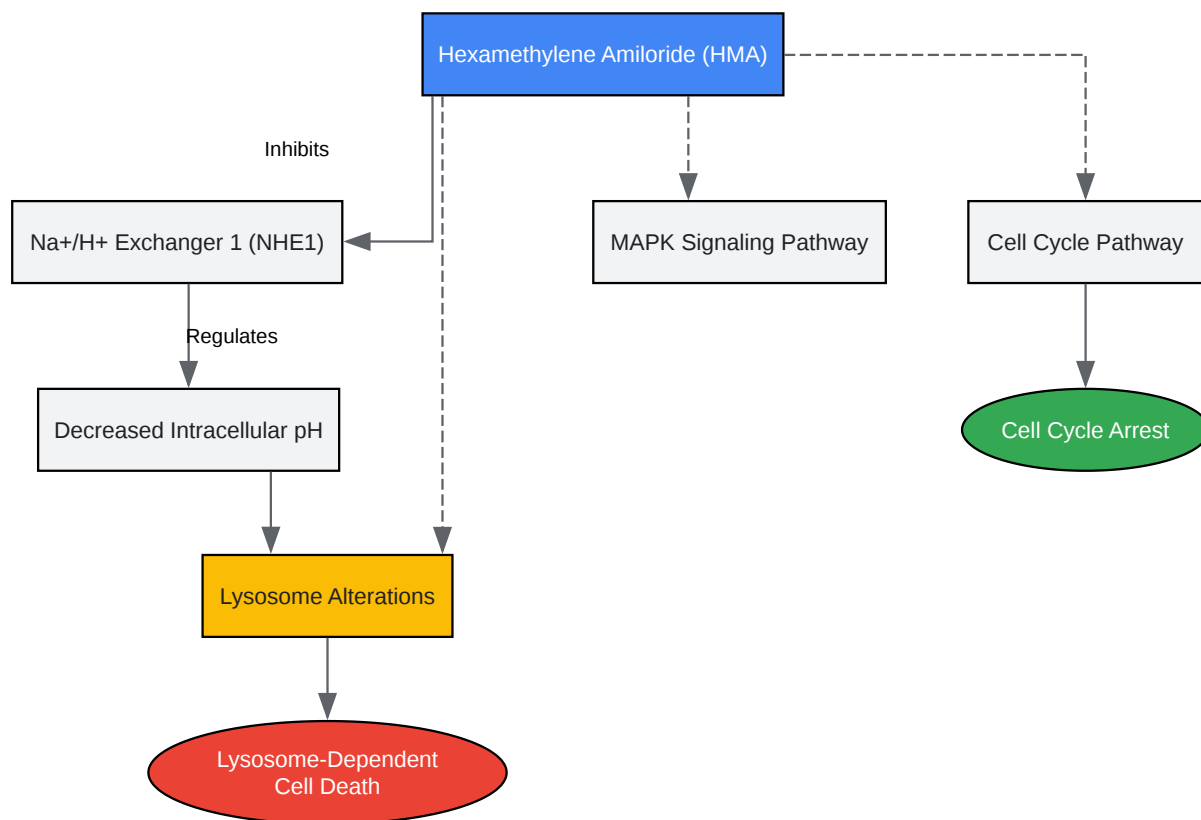 Hexamethylene Amiloride (HMA)
Inhibits
Na+/H+ Exchanger 1 (NHE1)
MAPK Signaling Pathway
Cell Cycle Pathway
Regulates
Decreased Intracellular pH
Cell Cycle Arrest
Lysosome Alterations
Lysosome-Dependent
Cell Death